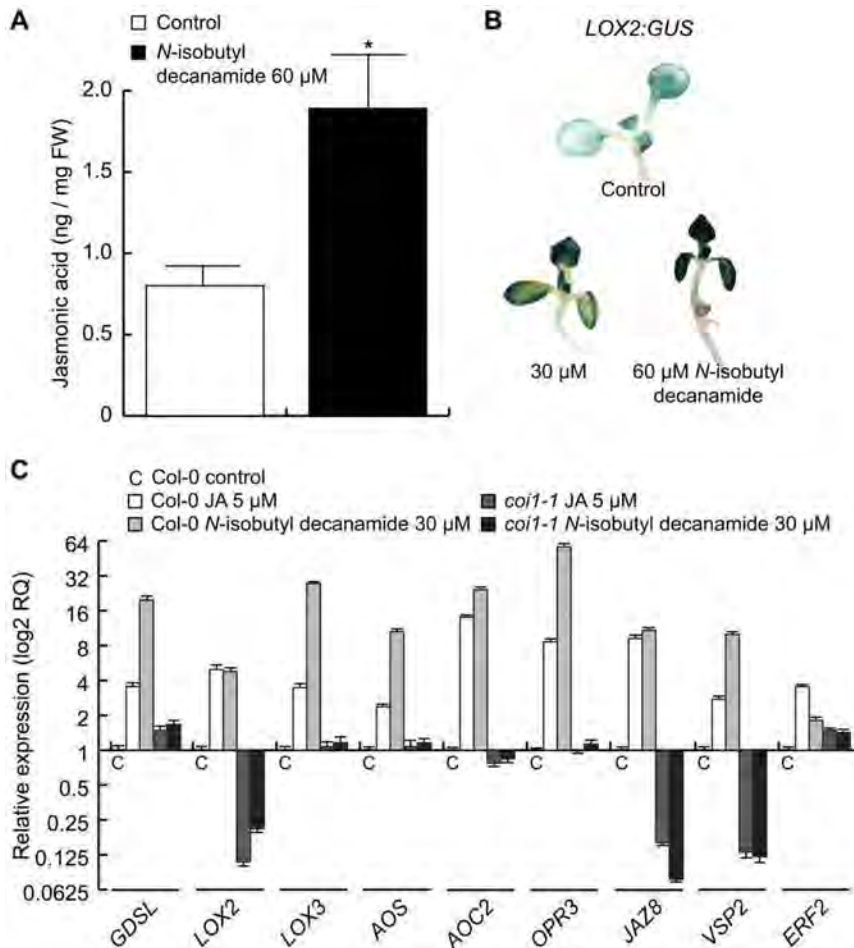 A
Control
N-isobutyl
decanamide 60 µM
*
2.0
1.5
1.0
0.5
0
Jasmonic acid (ng / mg FW)
B
LOX2:GUS
Control
30 µM
60 µM N-isobutyl
decanamide
C
C Col-0 control
Col-0 JA 5 µM
Col-0 N-isobutyl decanamide 30 µM
coi1-1 JA 5 µM
coi1-1 N-isobutyl decanamide 30 µM
Relative expression (log2 RQ)
64
32
16
8
4
2
1
0.5
0.25
0.125
0.0625
C C C C C C C C C
GDSL
LOX2
LOX3
AOS
AOC2
OPR3
JAZ8
VSP2
ERF2